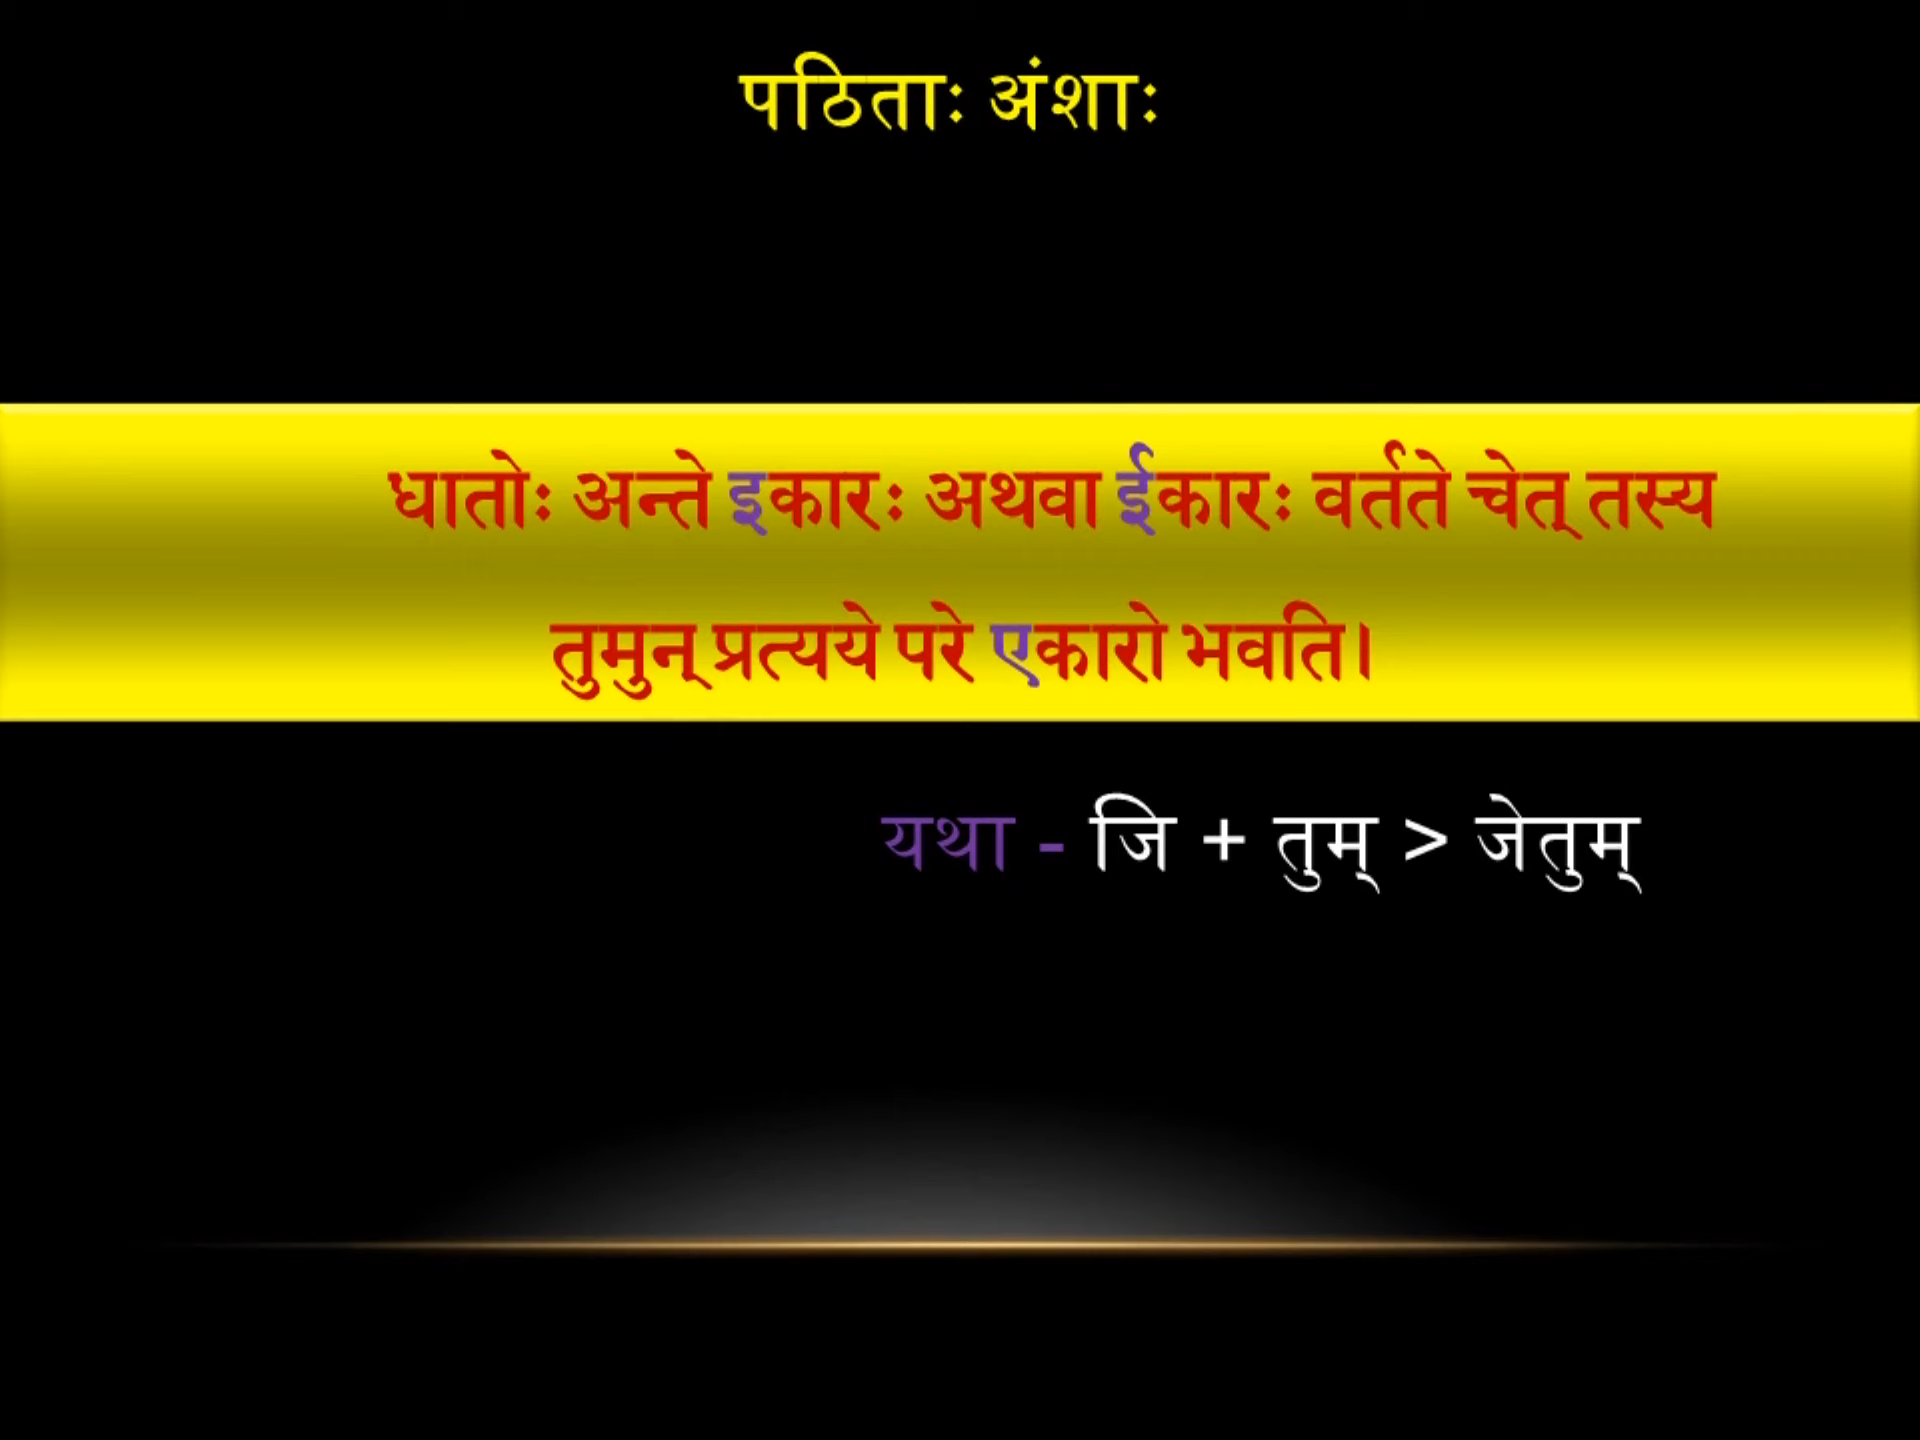 पठिताः अंशाः
धातोः अन्ते इकारः अथवा ईकारः वर्तते चेत् तस्य
तुमुन् प्रत्यये परे एकारो भवति।
यथा - जि + तुम् > जेतुम्